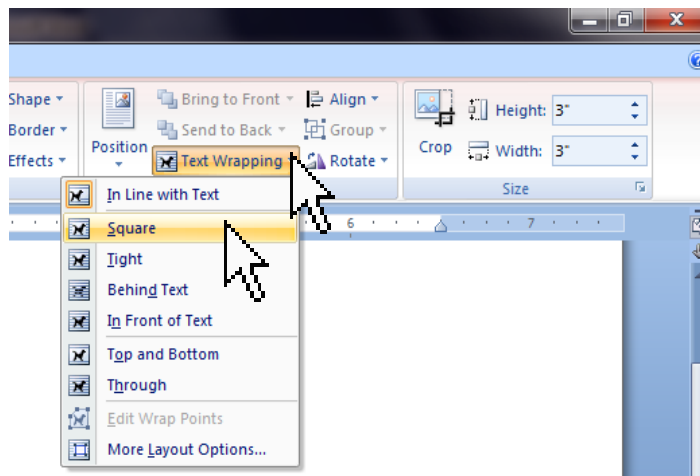 Shape
Bring to Front
Align
Height: 3"
Border
Send to Back
Group
Position
Crop
Width: 3"
Effects
Text Wrapping
Rotate
Size
In Line with Text
Square
6
7
Tight
Behind Text
In Front of Text
Top and Bottom
Through
Edit Wrap Points
More Layout Options...